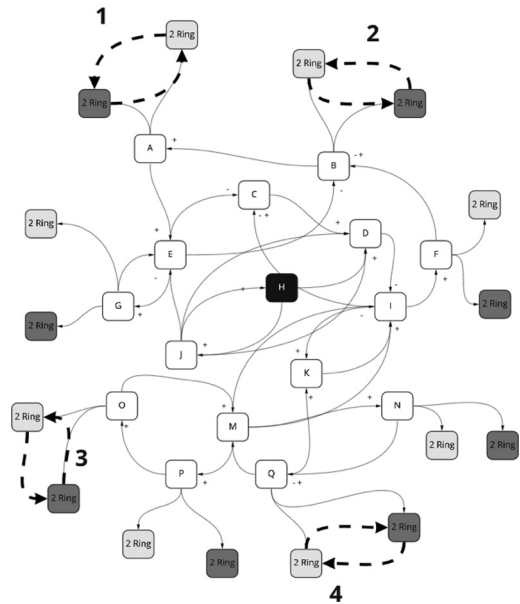 1
2 Ring
2
2 Ring
2 Ring
2 Ring
A
+
B
- +
-
C
-
- +
2 Ring
D
+
E
+
-
F
+
2 Ring
G
+
H
+
+
I
-
-
+
2 Ring
2 Ring
J
+
K
+
+
O
+
M
+
N
+
2 Ring
3
2 Ring
P
+
Q
- +
2 Ring
2 Ring
2 Ring
2 Ring
2 Ring
2 Ring
4